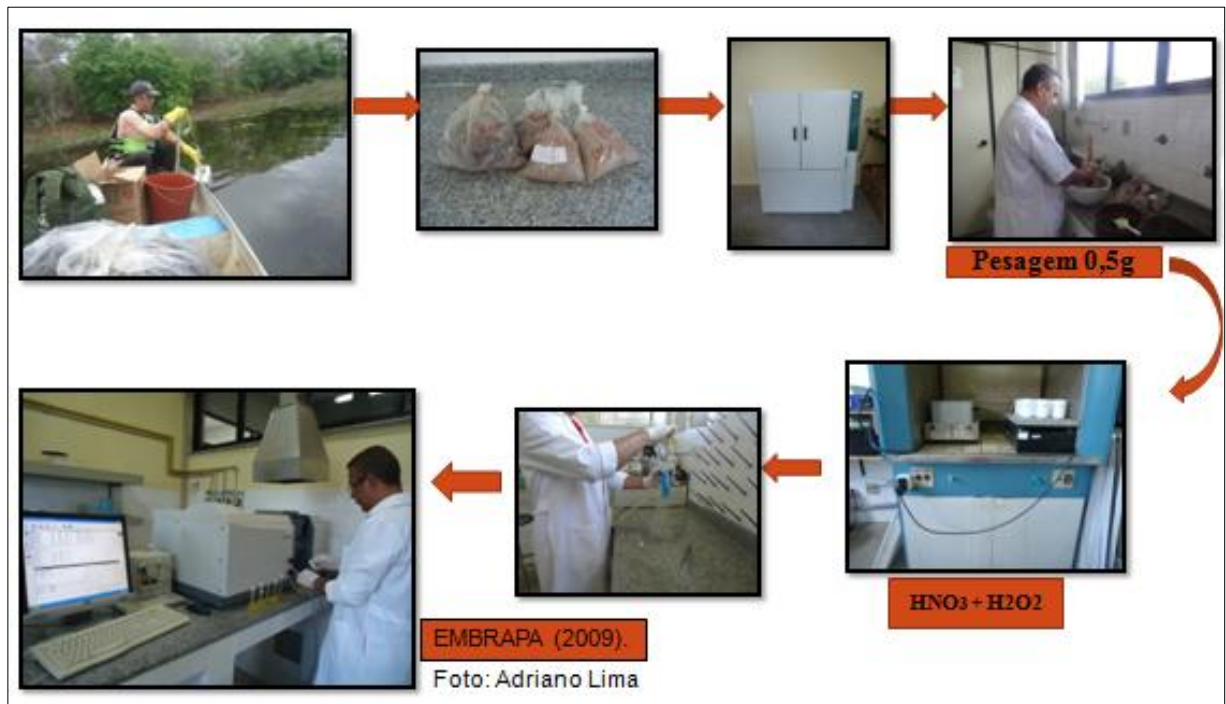 Pesagem 0,5g
HNO3 + H2O2
EMBRAPA (2009).
Foto: Adriano Lima